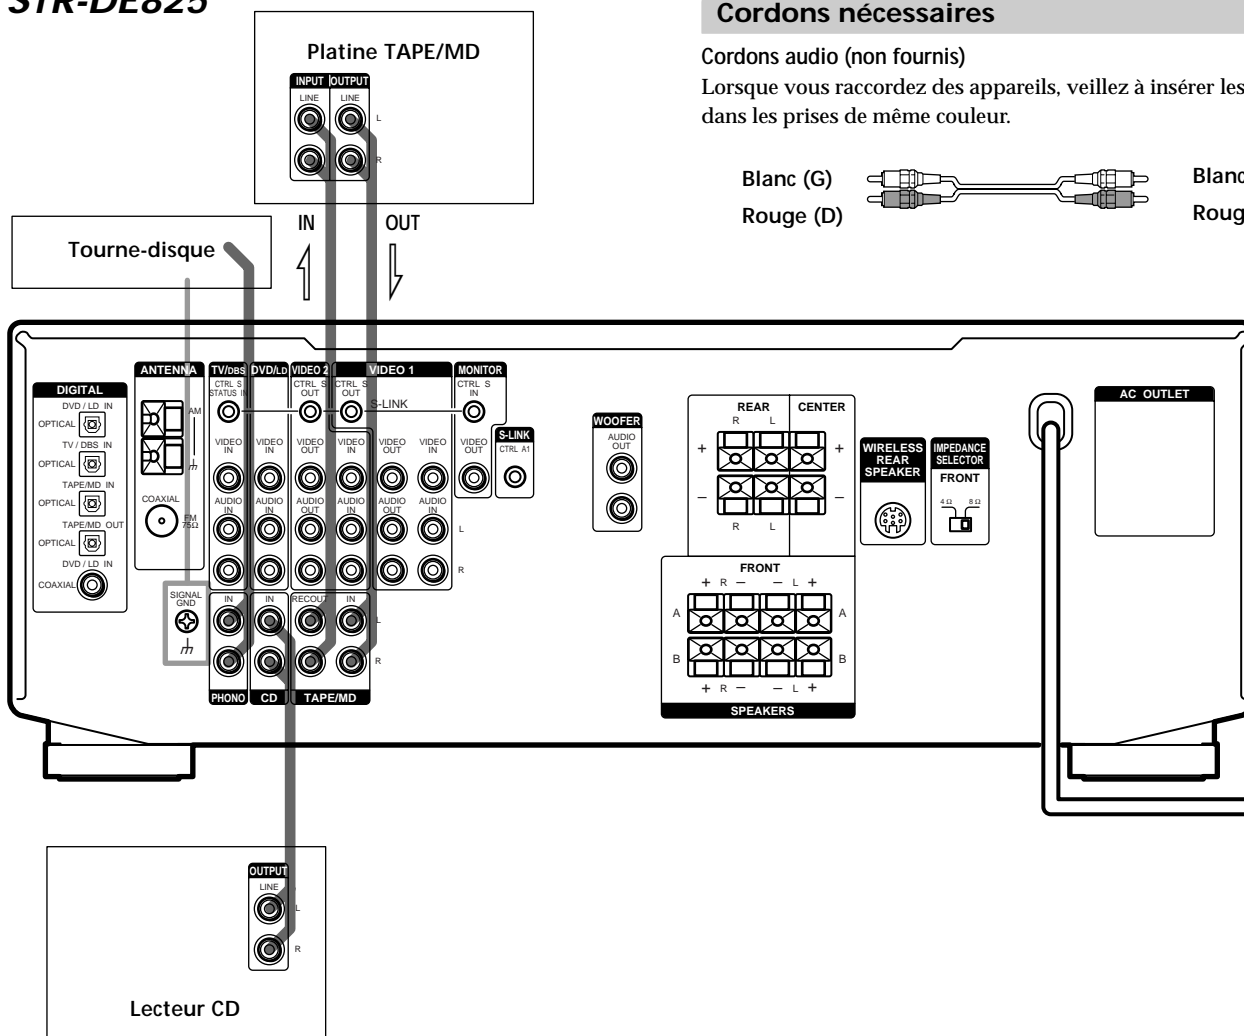 STR-DE825
Cordons nécessaires
Cordons audio (non fournis)
Lorsque vous raccordez des appareils, veillez à insérer les
dans les prises de même couleur.
Blanc (G)
Rouge (D)
Blanc
Roug
Platine TAPE/MD
INPUT OUTPUT
LINE LINE
L
R
IN OUT
Tourne-disque
DIGITAL
DVD / LD IN
OPTICAL
TV / DBS IN
OPTICAL
TAPE/MD IN
OPTICAL
TAPE/MD OUT
OPTICAL
DVD / LD IN
COAXIAL
ANTENNA
AM
COAXIAL
FM
75Ω
SIGNAL
GND
TV/DBS DVD/LD VIDEO 2 VIDEO 1 MONITOR
CTRL S
STATUS IN
CTRL S
OUT
CTRL S
OUT
CTRL S
IN
S-LINK
VIDEO
IN
VIDEO
IN
VIDEO
OUT
VIDEO
IN
VIDEO
OUT
VIDEO
IN
VIDEO
OUT
S-LINK
CTRL A1
AUDIO
IN
AUDIO
IN
AUDIO
OUT
AUDIO
IN
AUDIO
OUT
AUDIO
IN
L
R
IN IN RECOUT IN
L
R
PHONO CD TAPE/MD
WOOFER
AUDIO
OUT
REAR CENTER
R L
+ +
– –
R L
FRONT
+ R – – L +
A A
B B
+ R – – L +
SPEAKERS
WIRELESS
REAR
SPEAKER
IMPEDANCE
SELECTOR
FRONT
4 Ω 8 Ω
AC OUTLET
OUTPUT
LINE
L
R
Lecteur CD